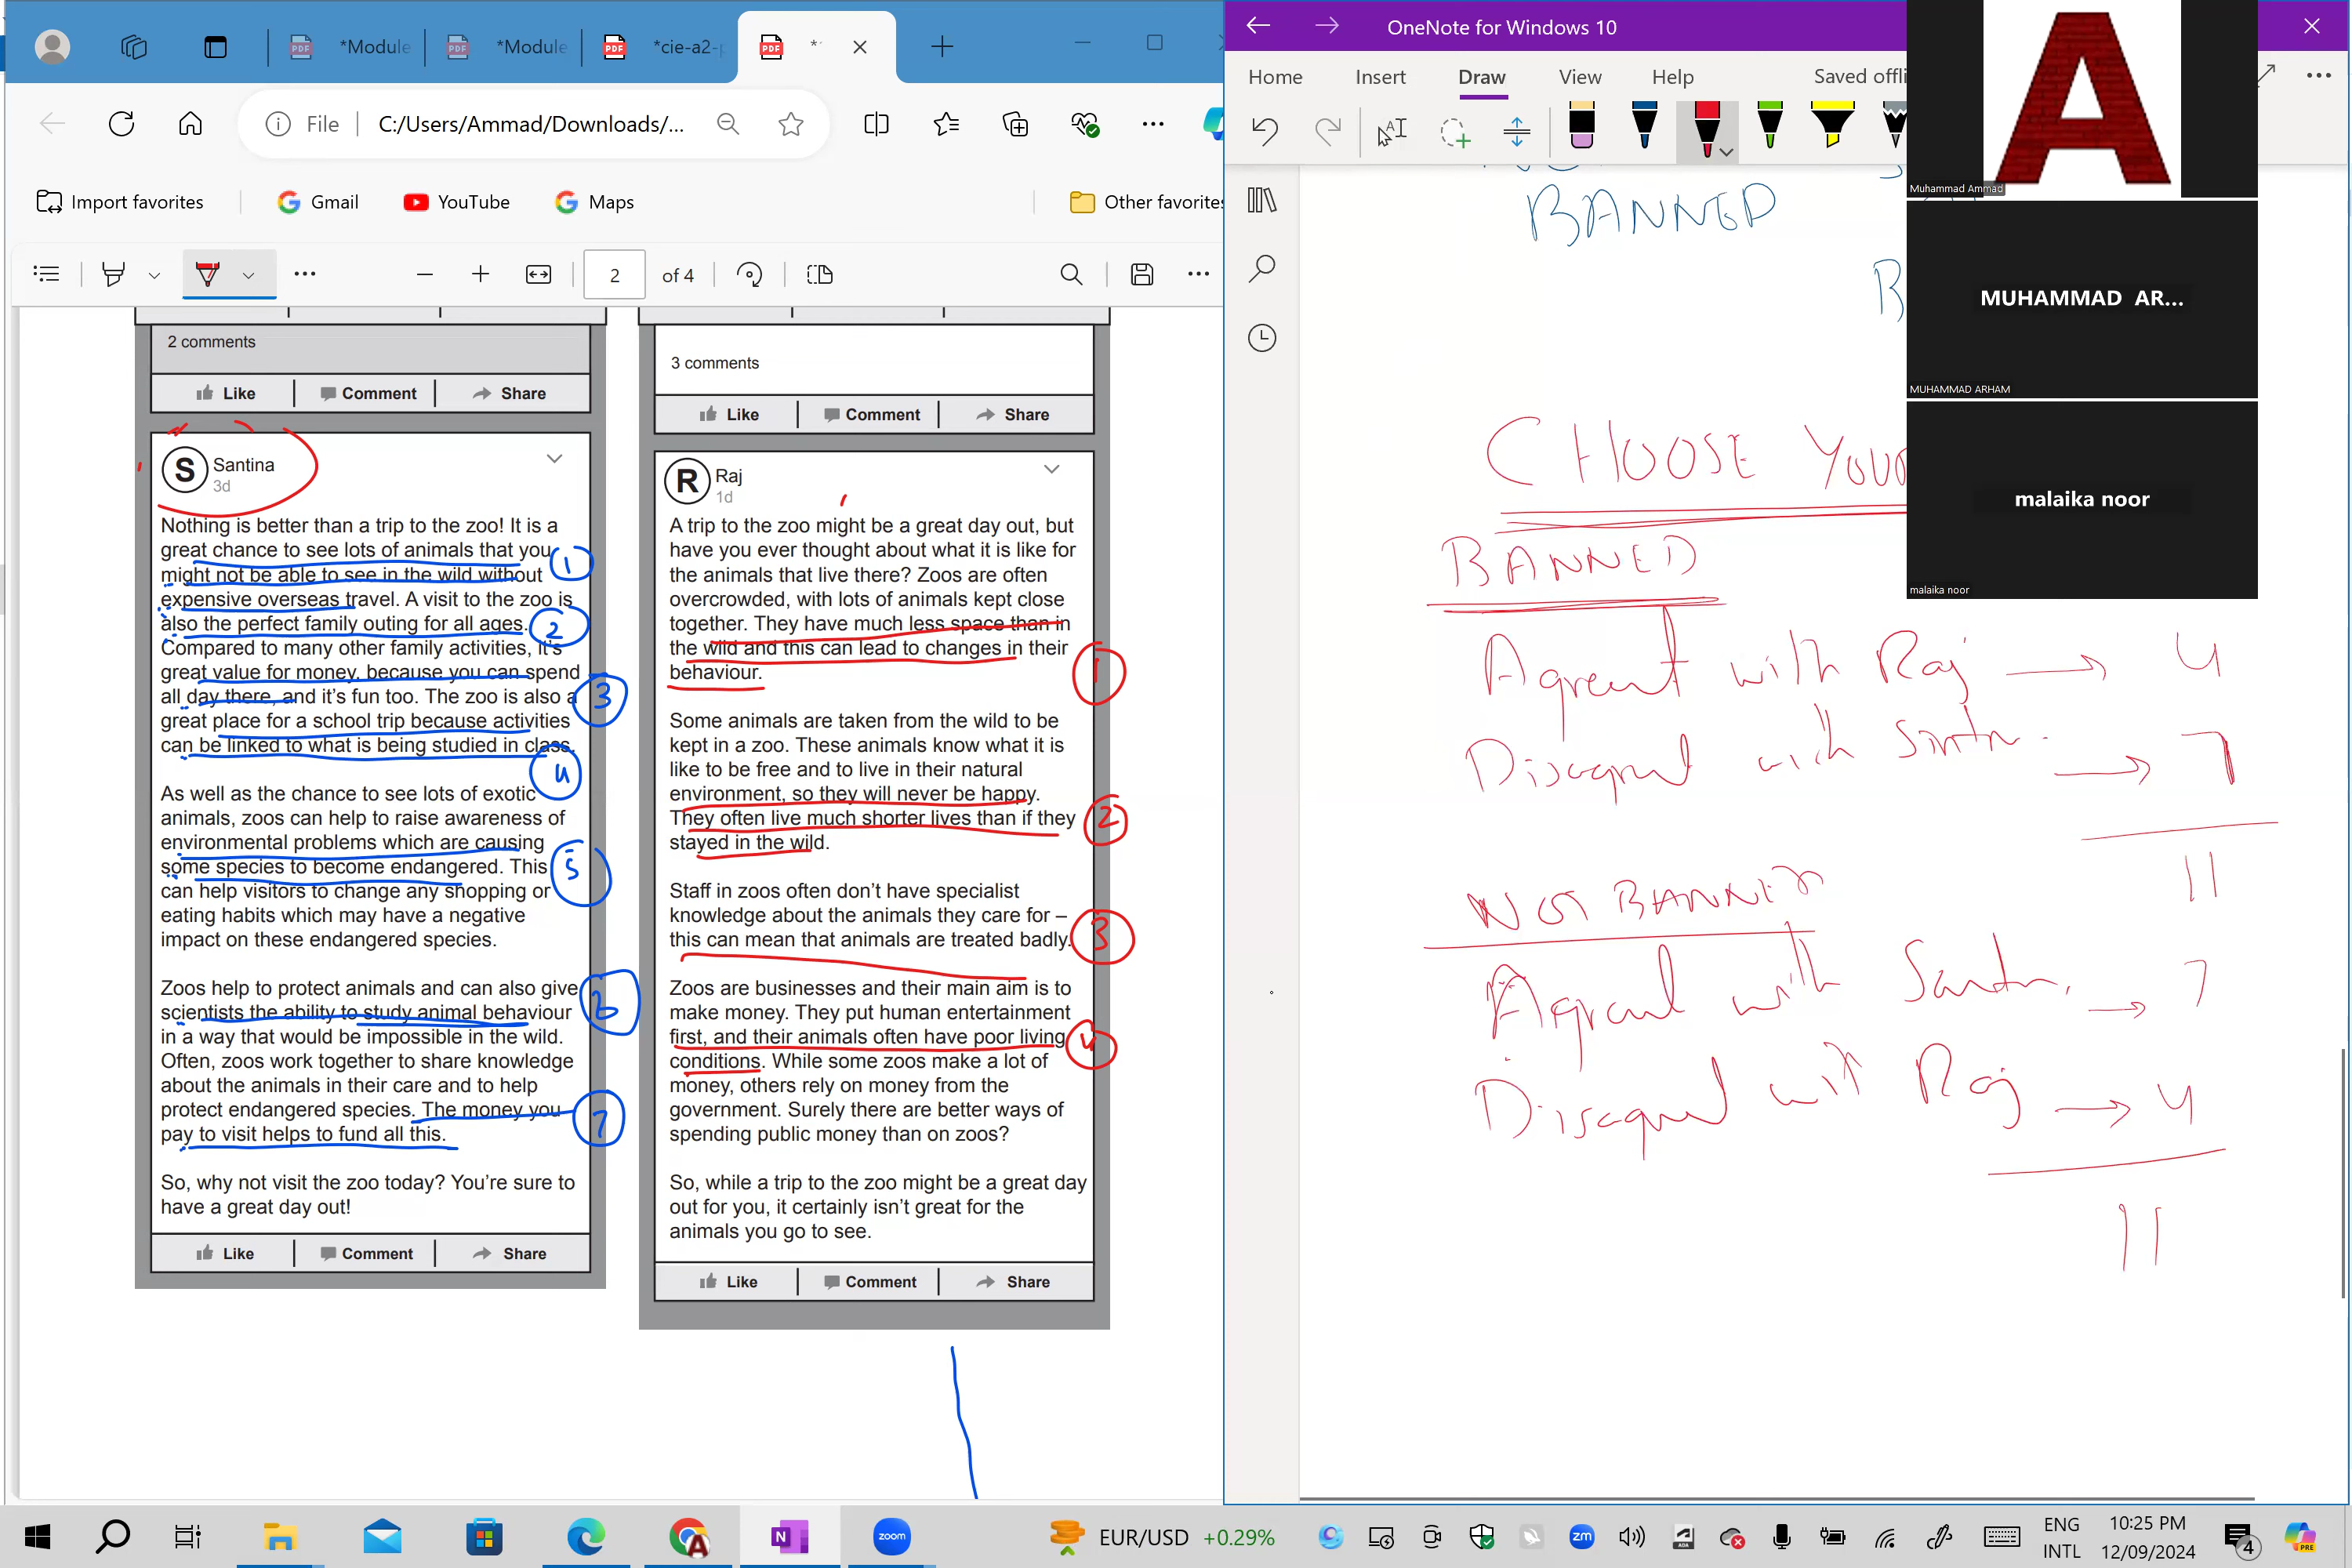 *Module
*Module
*cie-a2-p
File
C:/Users/Ammad/Downloads/...
Import favorites
Gmail
YouTube
Maps
Other favorites
2
of 4
2 comments
Like
Comment
Share
S
Santina
3d
Nothing is better than a trip to the zoo! It is a
great chance to see lots of animals that you
might not be able to see in the wild without
expensive overseas travel. A visit to the zoo is
also the perfect family outing for all ages.
Compared to many other family activities, it's
great value for money, because you can spend
all day there, and it's fun too. The zoo is also a
great place for a school trip because activities
can be linked to what is being studied in class.
As well as the chance to see lots of exotic
animals, zoos can help to raise awareness of
environmental problems which are causing
some species to become endangered. This
can help visitors to change any shopping or
eating habits which may have a negative
impact on these endangered species.
Zoos help to protect animals and can also give
scientists the ability to study animal behaviour
in a way that would be impossible in the wild.
Often, zoos work together to share knowledge
about the animals in their care and to help
protect endangered species. The money you
pay to visit helps to fund all this.
So, why not visit the zoo today? You're sure to
have a great day out!
Like
Comment
Share
1
2
3
4
5
6
7
3 comments
Like
Comment
Share
R
Raj
1d
A trip to the zoo might be a great day out, but
have you ever thought about what it is like for
the animals that live there? Zoos are often
overcrowded, with lots of animals kept close
together. They have much less space than in
the wild and this can lead to changes in their
behaviour.
Some animals are taken from the wild to be
kept in a zoo. These animals know what it is
like to be free and to live in their natural
environment, so they will never be happy.
They often live much shorter lives than if they
stayed in the wild.
Staff in zoos often don't have specialist
knowledge about the animals they care for –
this can mean that animals are treated badly.
Zoos are businesses and their main aim is to
make money. They put human entertainment
first, and their animals often have poor living
conditions. While some zoos make a lot of
money, others rely on money from the
government. Surely there are better ways of
spending public money than on zoos?
So, while a trip to the zoo might be a great day
out for you, it certainly isn't great for the
animals you go to see.
Like
Comment
Share
1
2
3
4
OneNote for Windows 10
Home
Insert
Draw
View
Help
Saved offli
BANNED
B
CHOOSE YOUR
BANNED
with Raj → 4
with → 7
11
NOT BANNED
with → 7
Raj → 4
11
A
Muhammad Ammad
MUHAMMAD AR...
MUHAMMAD ARHAM
malaika noor
malaika noor
zoom
EUR/USD +0.29%
zm
ENG
INTL
10:25 PM
12/09/2024
4
PRE